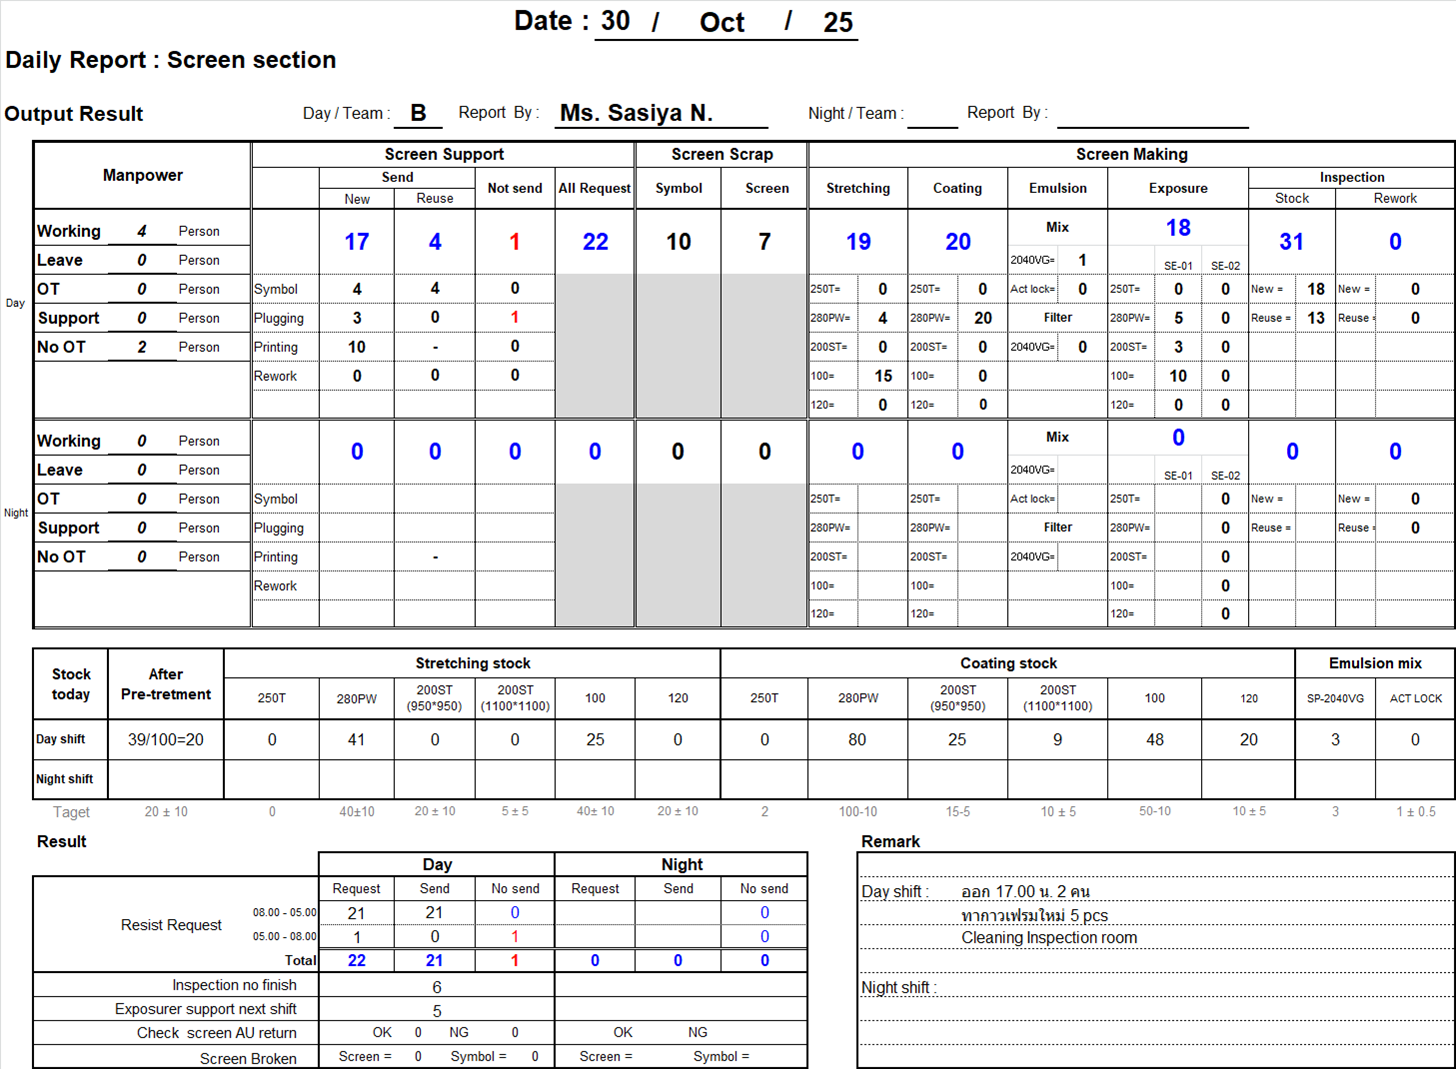 Date : 30 / Oct / 25
Daily Report : Screen section
Output Result Day / Team : B Report By : Ms. Sasiya N. Night / Team : Report By :
Manpower Screen Support Screen Scrap Screen Making
Send Not send All Request Symbol Screen Stretching Coating Emulsion Exposure Inspection
New Reuse Stock Rework
Day
Working 4 Person 17 4 1 22 10 7 19 20 Mix 18 31 0
Leave 0 Person 2040VG= 1 SE-01 SE-02
OT 0 Person Symbol 4 4 0 250T= 0 250T= 0 Act lock= 0 250T= 0 0 New = 18 New = 0
Support 0 Person Plugging 3 0 1 280PW= 4 280PW= 20 Filter 280PW= 5 0 Reuse = 13 Reuse = 0
No OT 2 Person Printing 10 - 0 200ST= 0 200ST= 0 2040VG= 0 200ST= 3 0
Rework 0 0 0 100= 15 100= 0 100= 10 0
120= 0 120= 0 120= 0 0
Night
Working 0 Person 0 0 0 0 0 0 0 0 Mix 0 0 0
Leave 0 Person 2040VG= SE-01 SE-02
OT 0 Person Symbol 250T= 250T= Act lock= 250T= 0 New = New = 0
Support 0 Person Plugging 280PW= 280PW= Filter 280PW= 0 Reuse = Reuse = 0
No OT 0 Person Printing - 200ST= 200ST= 2040VG= 200ST= 0
Rework 100= 100= 100= 0
120= 120= 120= 0
Stock today After Pre-tretment Stretching stock Coating stock Emulsion mix
250T 280PW 200ST (950*950) 200ST (1100*1100) 100 120 250T 280PW 200ST (950*950) 200ST (1100*1100) 100 120 SP-2040VG ACT LOCK
Day shift 39/100=20 0 41 0 0 25 0 0 80 25 9 48 20 3 0
Night shift
Taget 20 ± 10 0 40±10 20 ± 10 5 ± 5 40± 10 20 ± 10 2 100-10 15-5 10 ± 5 50-10 10 ± 5 3 1 ± 0.5
Result
Day Night
Request Send No send Request Send No send
Resist Request
08.00 - 05.00 21 21 0 0
05.00 - 08.00 1 0 1 0
Total 22 21 1 0 0 0
Inspection no finish 6
Exposurer support next shift 5
Check screen AU return OK 0 NG 0 OK NG
Screen Broken Screen = 0 Symbol = 0 Screen = Symbol =
Remark
Day shift : ออก 17.00 น. 2 คน
ทากาวเฟรมใหม่ 5 pcs
Cleaning Inspection room
Night shift :